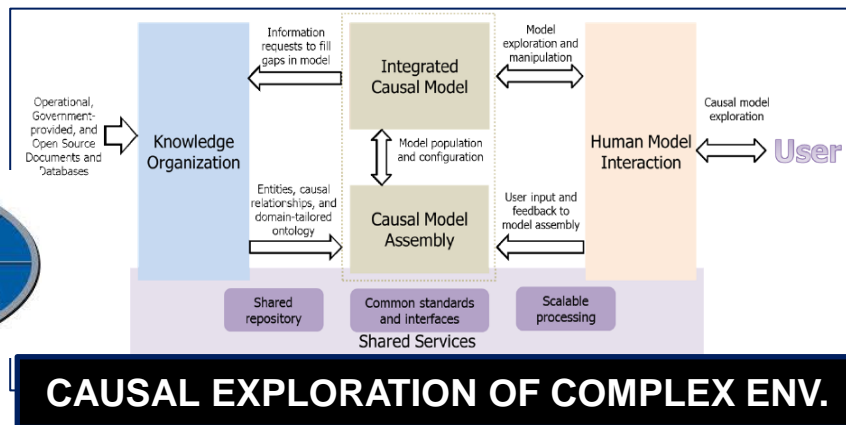 Information
requests to fill
gaps in model
Model
exploration and
manipulation
Integrated
Causal Model
Operational,
Government-
provided, and
Open Source
Documents and
Databases
Knowledge
Organization
Model population
and configuration
Human Model
Interaction
Causal model
exploration
User
Entities, causal
relationships, and
domain-tailored
ontology
Causal Model
Assembly
User input and
feedback to
model assembly
Shared
repository
Common standards
and interfaces
Scalable
processing
Shared Services
CAUSAL EXPLORATION OF COMPLEX ENV.